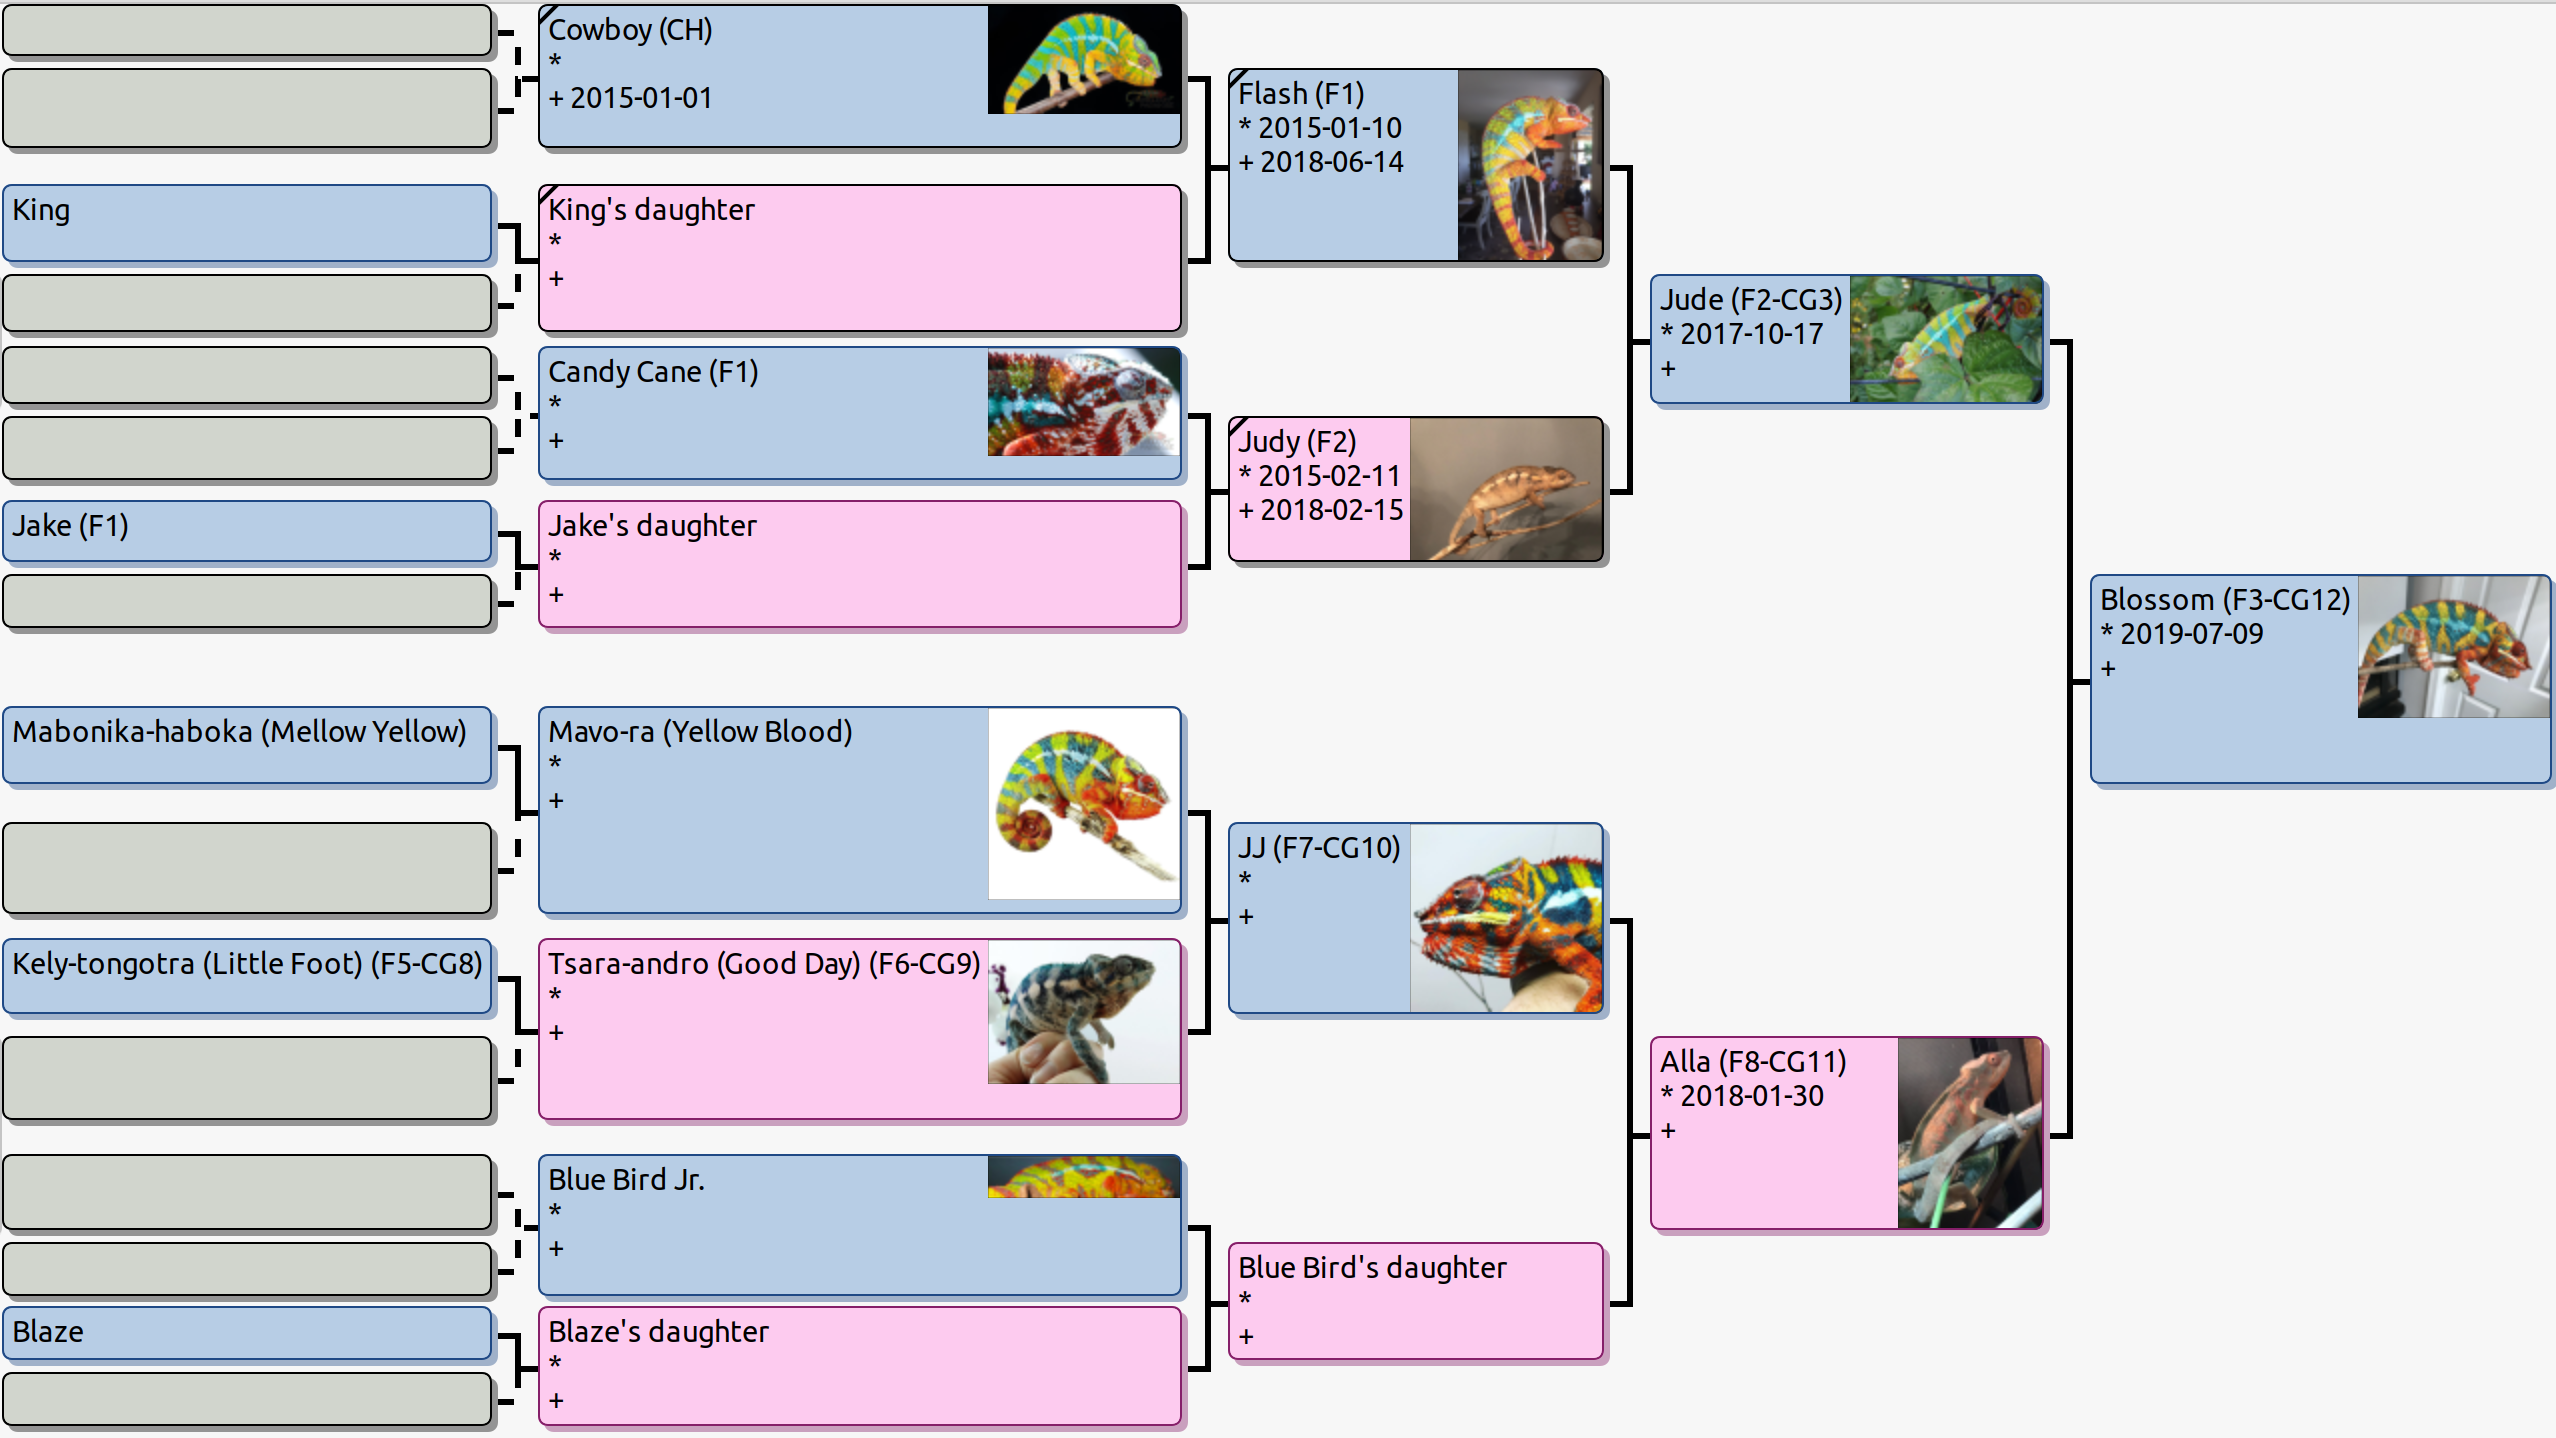 Cowboy (CH)
*
+ 2015-01-01
King
King's daughter
*
+
Candy Cane (F1)
*
+
Jake (F1)
Jake's daughter
*
+
Mabonika-haboka (Mellow Yellow)
Mavo-ra (Yellow Blood)
*
+
Kely-tongotra (Little Foot) (F5-CG8)
Tsara-andro (Good Day) (F6-CG9)
*
+
Blue Bird Jr.
*
+
Blaze
Blaze's daughter
*
+
Flash (F1)
* 2015-01-10
+ 2018-06-14
Judy (F2)
* 2015-02-11
+ 2018-02-15
JJ (F7-CG10)
*
+
Blue Bird's daughter
*
+
Jude (F2-CG3)
* 2017-10-17
+
Alla (F8-CG11)
* 2018-01-30
+
Blossom (F3-CG12)
* 2019-07-09
+